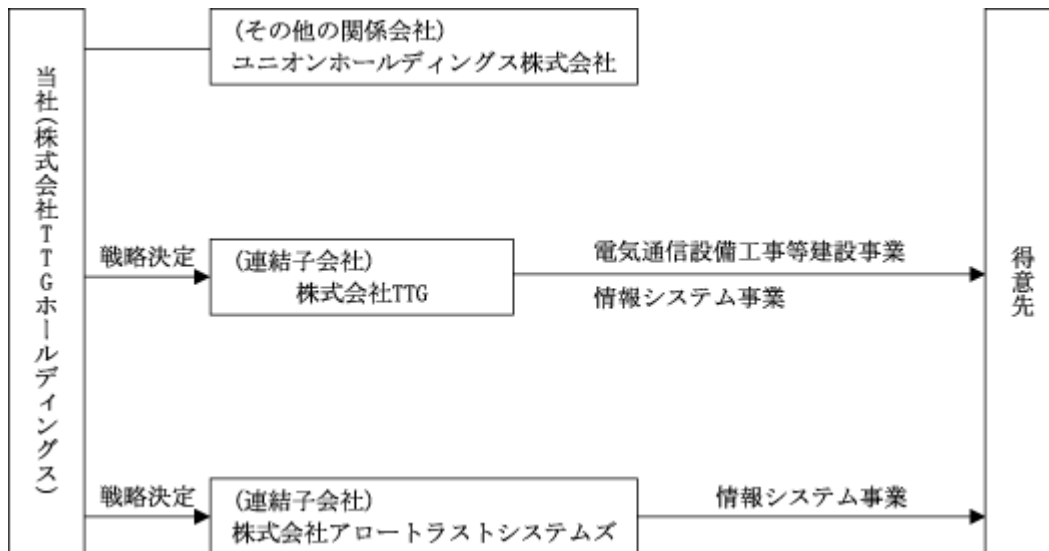 当社(株式会社TTGホールディングス)
(その他の関係会社)
ユニオンホールディングス株式会社
戦略決定
(連結子会社)
株式会社TTG
電気通信設備工事等建設事業
情報システム事業
得意先
戦略決定
(連結子会社)
株式会社アロートラストシステムズ
情報システム事業